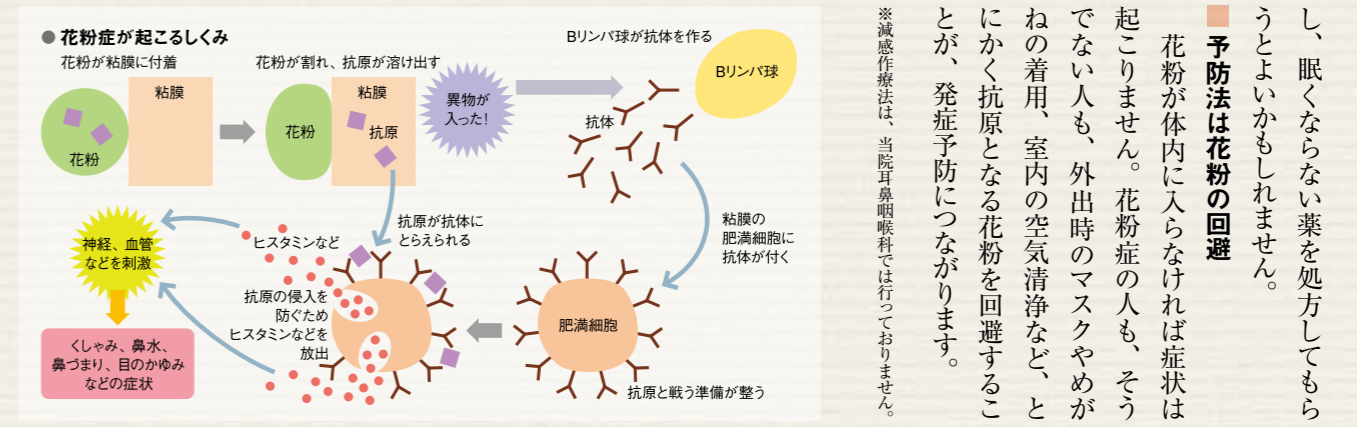 し、眠くならない薬を処方してもら
うとよいかもしれません。
予防法は花粉の回避
花粉が体内に入らなければ症状は
起こりません。花粉症の人も、そう
でない人も、外出時のマスクやめが
ねの着用、室内の空気清浄など、と
にかく抗原となる花粉を回避するこ
とが、発症予防につながります。
※減感作療法は、当院耳鼻咽喉科では行っておりません。
●花粉症が起こるしくみ
花粉が粘膜に付着
粘膜
花粉
花粉が割れ、抗原が溶け出す
花粉
粘膜
抗原
異物が
入った!
Bリンパ球が抗体を作る
Bリンパ球
抗体
粘膜の
肥満細胞に
抗体が付く
肥満細胞
抗原と戦う準備が整う
抗原が抗体に
とらえられる
ヒスタミンなど
抗原の侵入を
防ぐため
ヒスタミンなどを
放出
神経、血管
などを刺激
くしゃみ、鼻水、
鼻づまり、目のかゆみ
などの症状